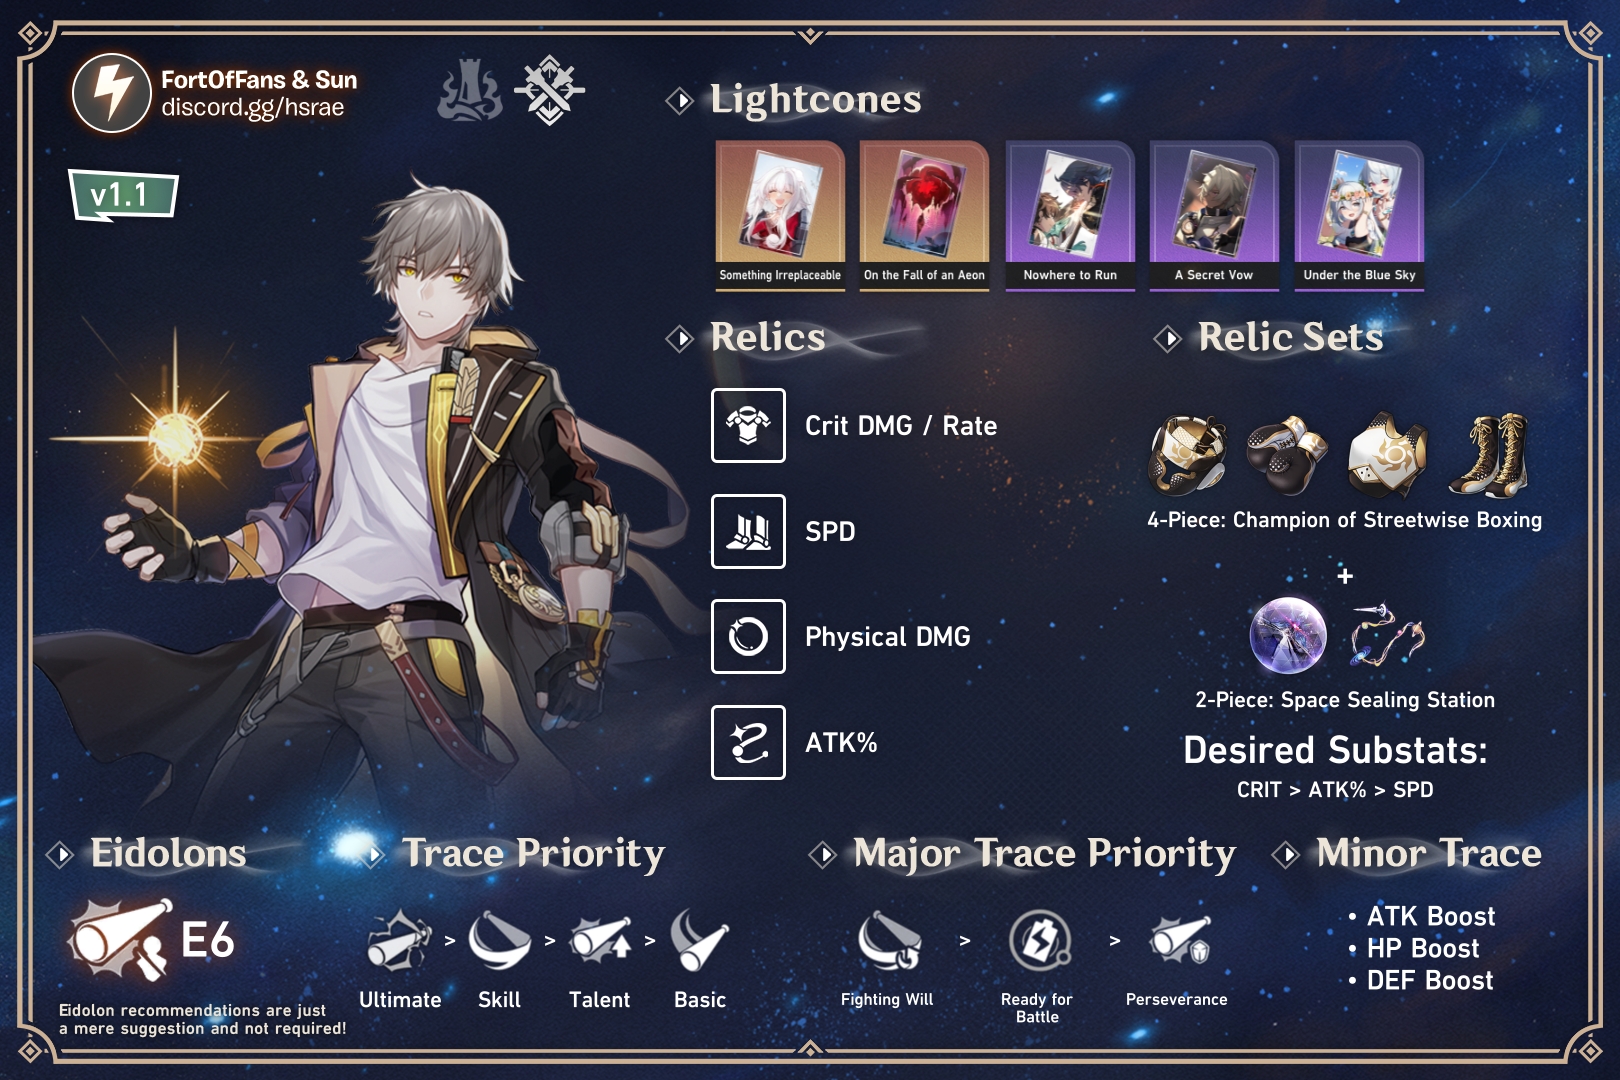 FortOfFans & Sun
discord.gg/hsrae
v1.1
Lightcones
Something Irreplaceable
On the Fall of an Aeon
Nowhere to Run
A Secret Vow
Under the Blue Sky
Relics
Crit DMG / Rate
SPD
Physical DMG
ATK%
Relic Sets
4-Piece: Champion of Streetwise Boxing
+
2-Piece: Space Sealing Station
Desired Substats:
CRIT > ATK% > SPD
Eidolons
E6
Eidolon recommendations are just
a mere suggestion and not required!
Trace Priority
Ultimate > Skill > Talent > Basic
Major Trace Priority
Fighting Will > Ready for
Battle > Perseverance
Minor Trace
• ATK Boost
• HP Boost
• DEF Boost